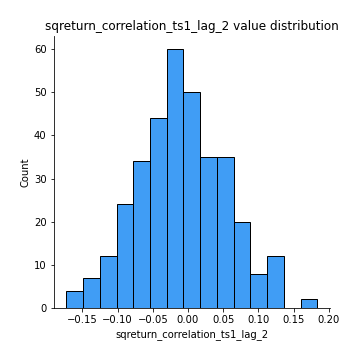 sqreturn_correlation_ts1_lag_2 value distribution
60
50
40
30
20
10
0
Count
−0.15 −0.10 −0.05 0.00 0.05 0.10 0.15 0.20
sqreturn_correlation_ts1_lag_2